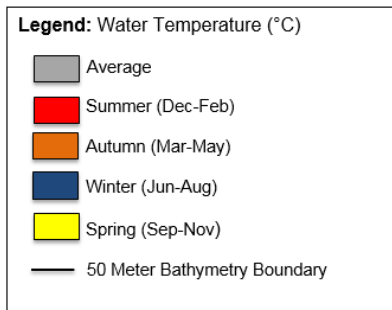 Legend: Water Temperature (°C)
Average
Summer (Dec-Feb)
Autumn (Mar-May)
Winter (Jun-Aug)
Spring (Sep-Nov)
50 Meter Bathymetry Boundary